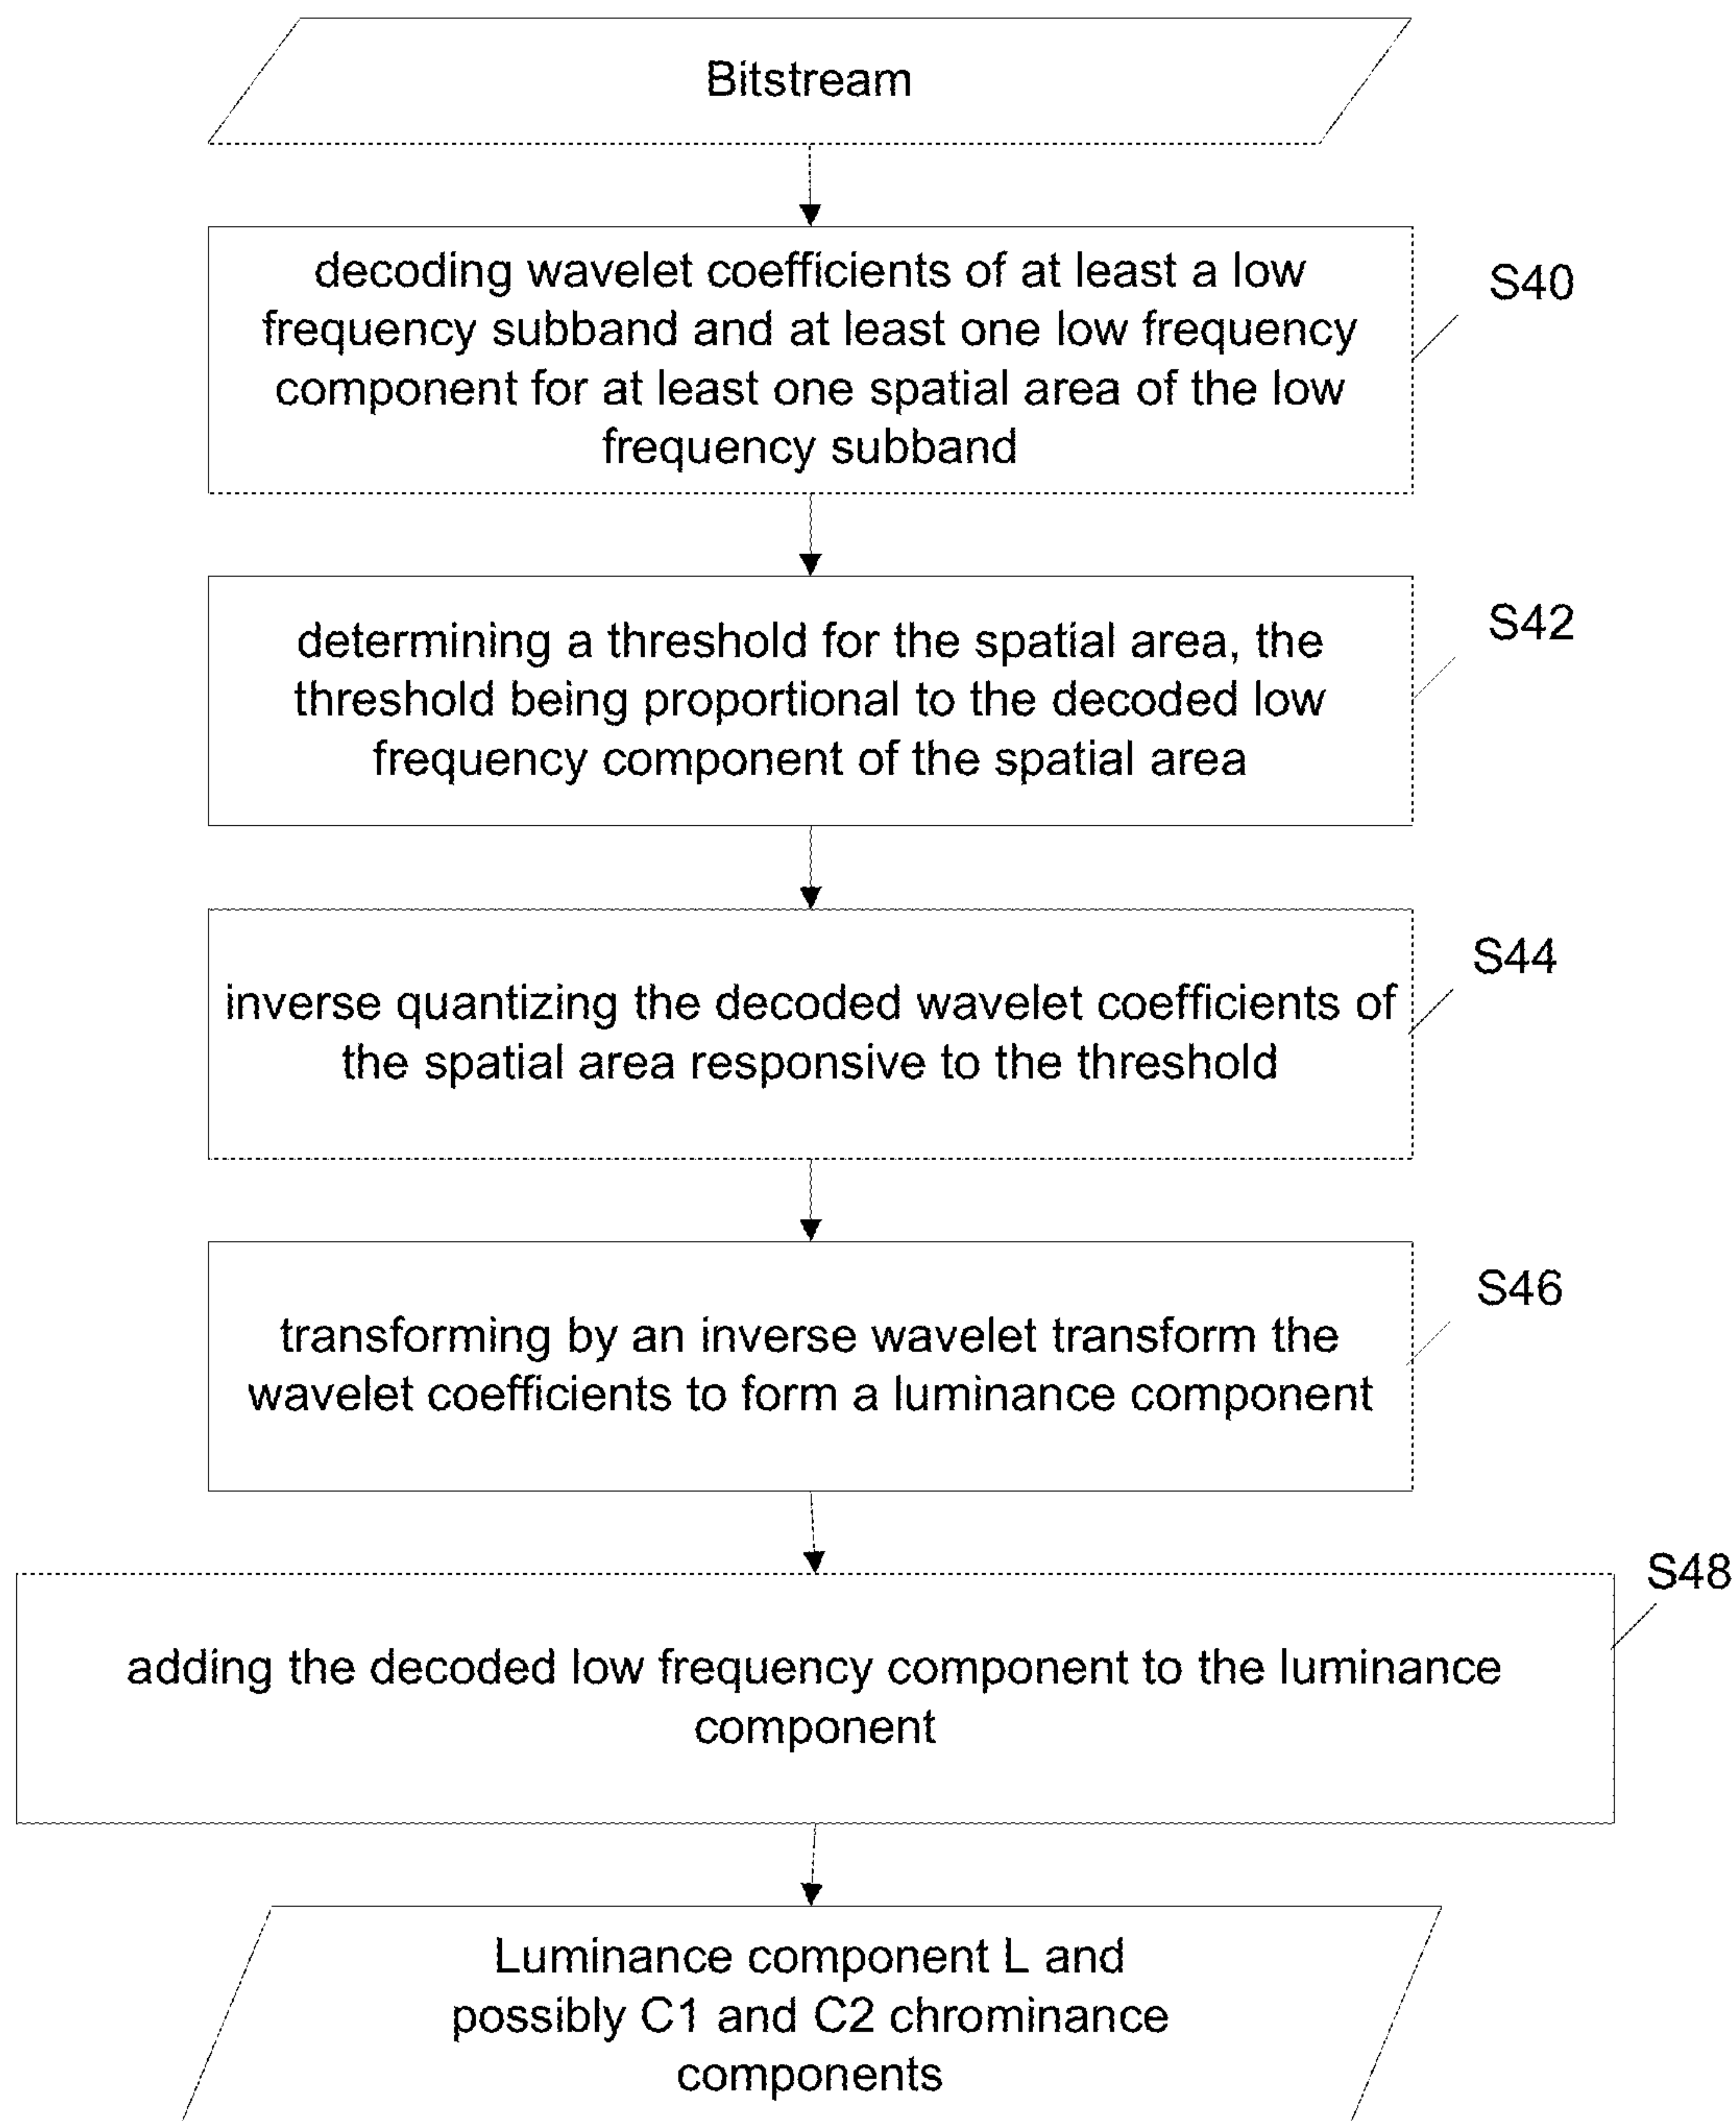 Bitstream
decoding wavelet coefficients of at least a low
frequency subband and at least one low frequency
component for at least one spatial area of the low
frequency subband
S40
determining a threshold for the spatial area, the
threshold being proportional to the decoded low
frequency component of the spatial area
S42
inverse quantizing the decoded wavelet coefficients of
the spatial area responsive to the threshold
S44
transforming by an inverse wavelet transform the
wavelet coefficients to form a luminance component
S46
adding the decoded low frequency component to the luminance
component
S48
Luminance component L and
possibly C1 and C2 chrominance
components